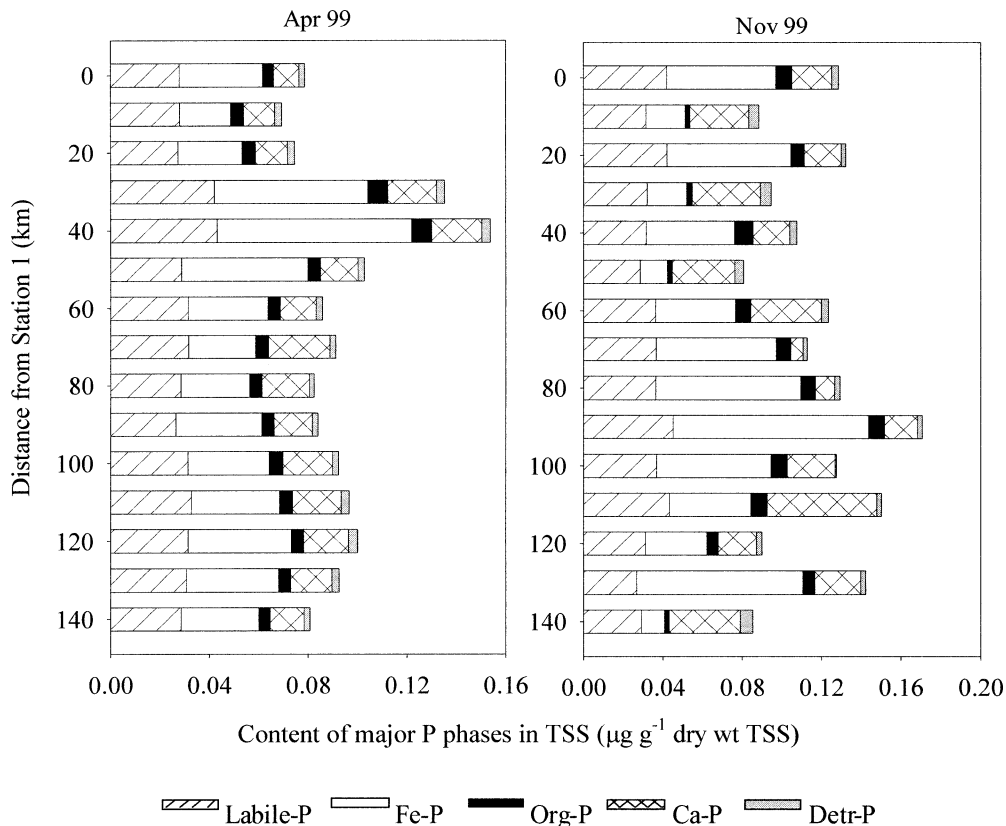 Apr 99
Nov 99
Distance from Station 1 (km)
0
20
40
60
80
100
120
140
0.00 0.04 0.08 0.12 0.16
0
20
40
60
80
100
120
140
0.00 0.04 0.08 0.12 0.16 0.20
Content of major P phases in TSS (µg g⁻¹ dry wt TSS)
Labile-P Fe-P Org-P Ca-P Detr-P